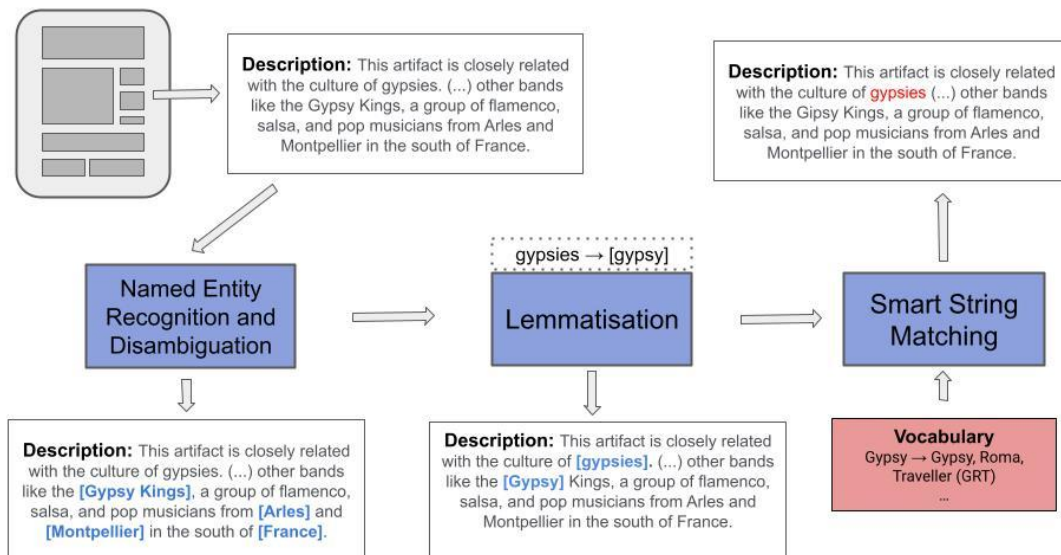 Description: This artifact is closely related
with the culture of gypsies. (...) other bands
like the Gypsy Kings, a group of flamenco,
salsa, and pop musicians from Arles and
Montpellier in the south of France.
Description: This artifact is closely related
with the culture of gypsies (...) other bands
like the Gipsy Kings, a group of flamenco,
salsa, and pop musicians from Arles and
Montpellier in the south of France.
Named Entity
Recognition and
Disambiguation
gypsies → [gypsy]
Lemmatisation
Smart String
Matching
Description: This artifact is closely related
with the culture of gypsies. (...) other bands
like the [Gypsy Kings], a group of flamenco,
salsa, and pop musicians from [Arles] and
[Montpellier] in the south of [France].
Description: This artifact is closely related
with the culture of [gypsies]. (...) other bands
like the [Gypsy] Kings, a group of flamenco,
salsa, and pop musicians from Arles and
Montpellier in the south of France.
Vocabulary
Gypsy → Gypsy, Roma,
Traveller (GRT)
...